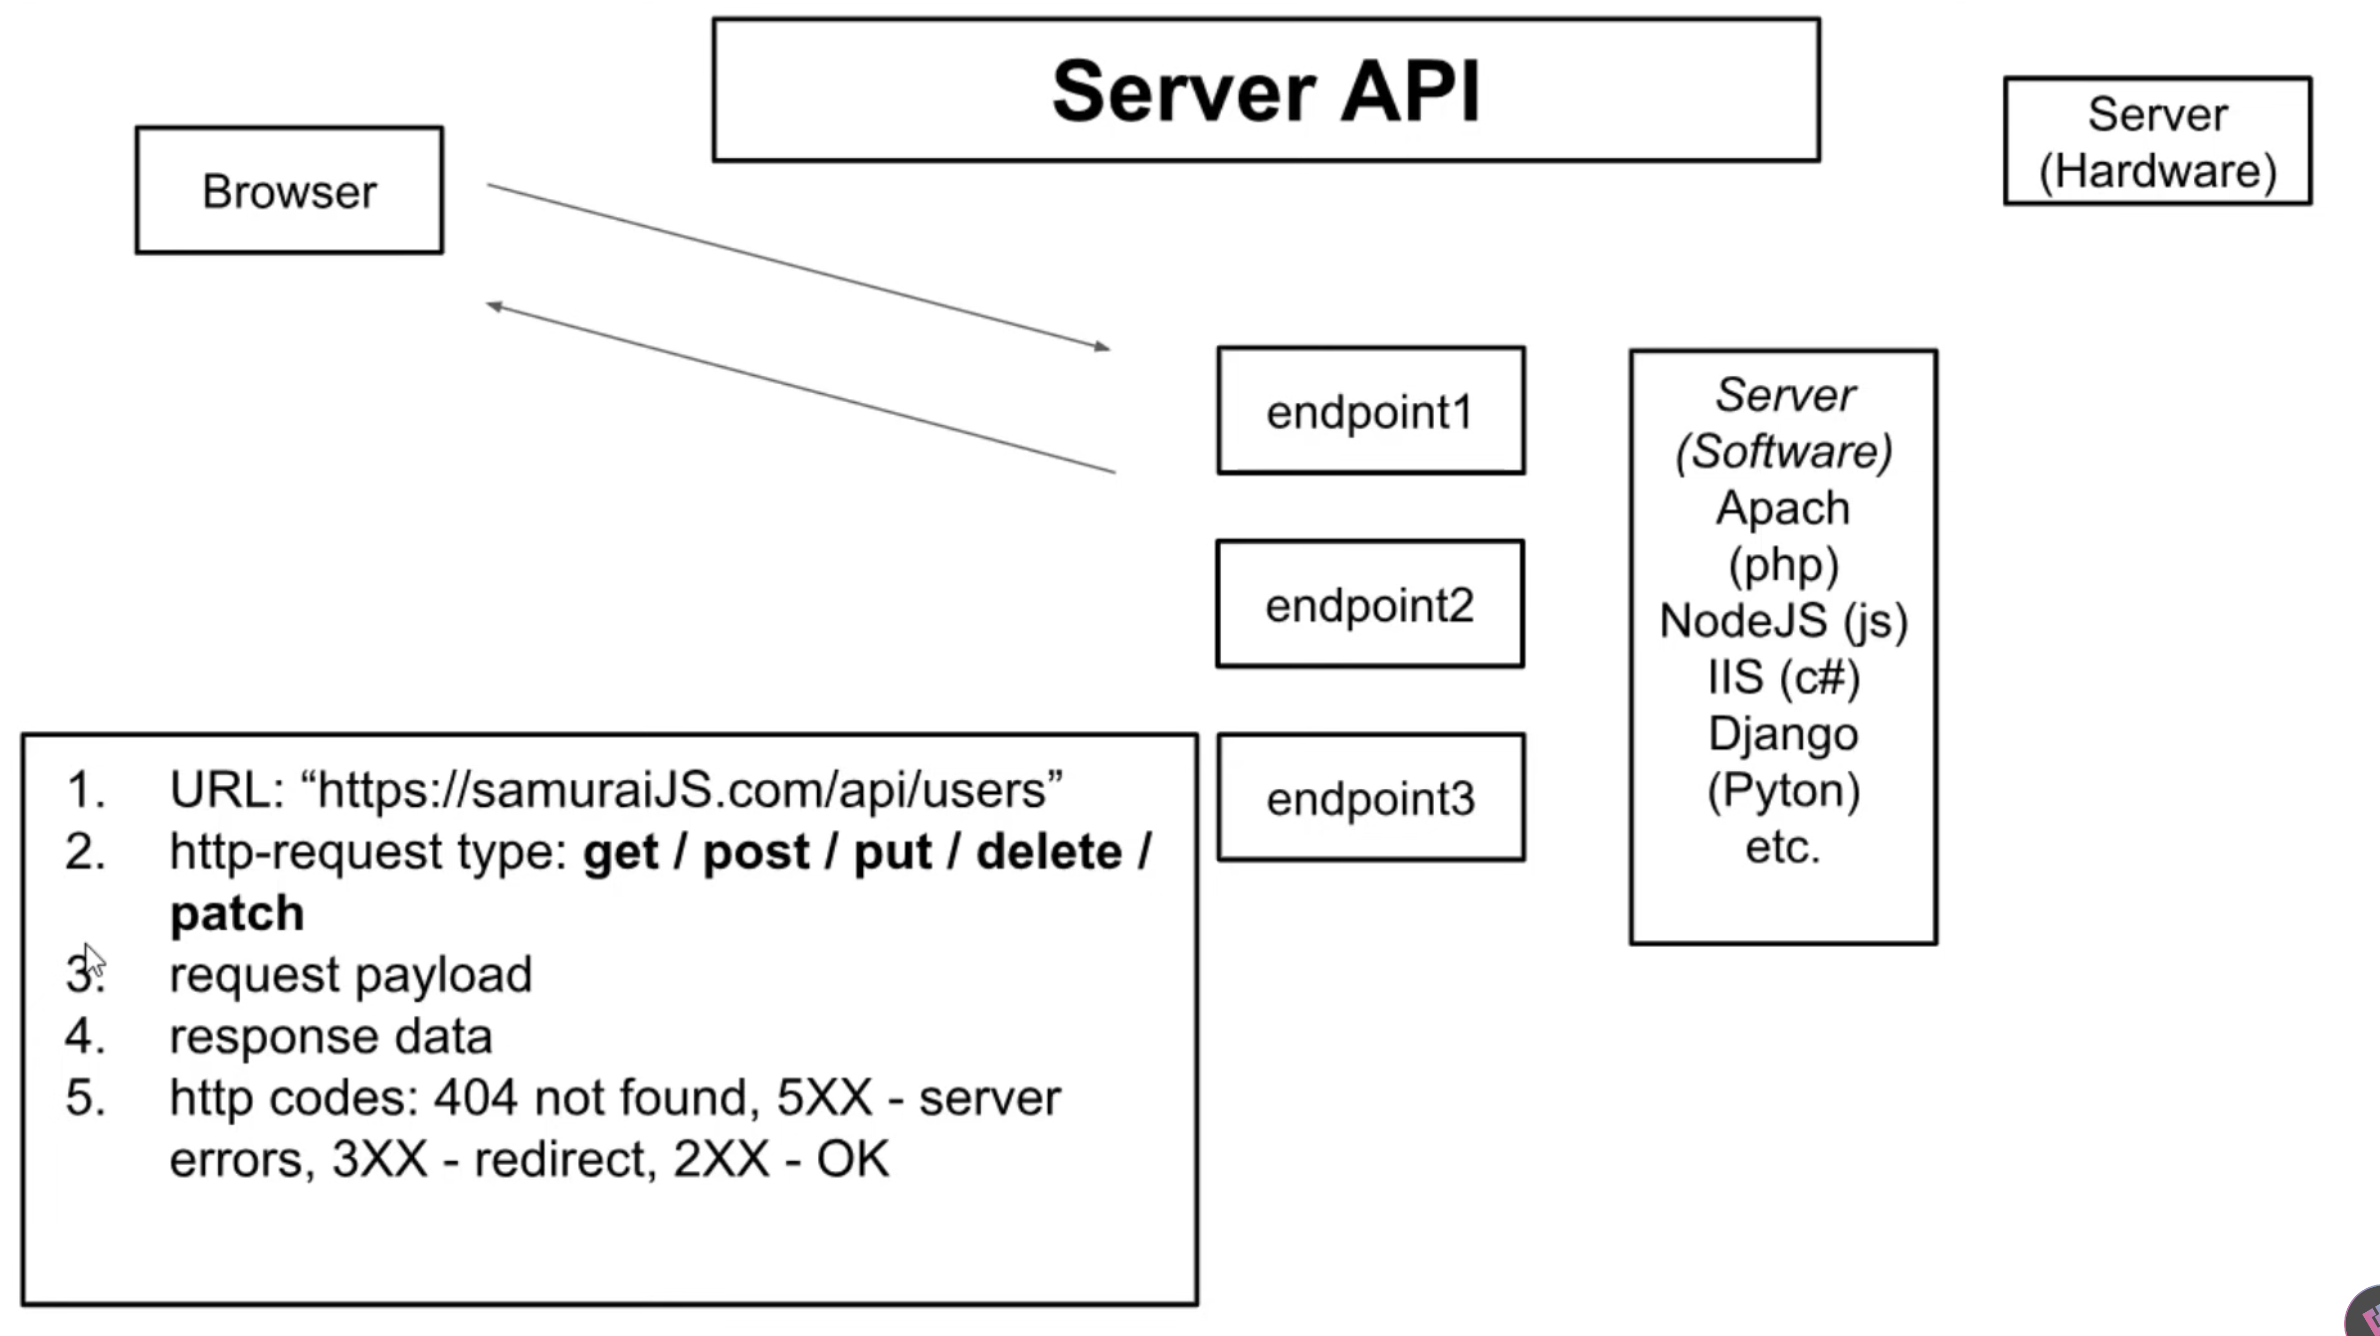 Server API
Browser
Server
(Hardware)
endpoint1
endpoint2
endpoint3
Server
(Software)
Apach
(php)
NodeJS (js)
IIS (c#)
Django
(Pyton)
etc.
1. URL: “https://samuraiJS.com/api/users”
2. http-request type: get / post / put / delete /
patch
3. request payload
4. response data
5. http codes: 404 not found, 5XX - server
errors, 3XX - redirect, 2XX - OK